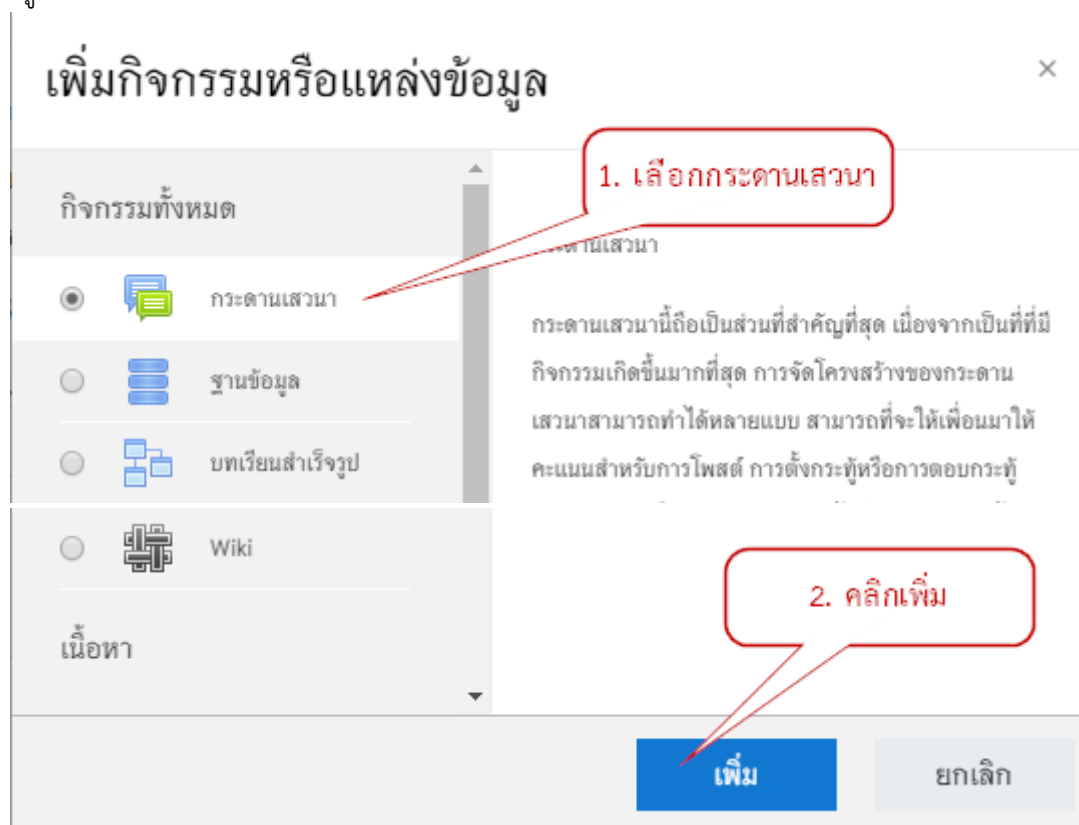 เพิ่มกิจกรรมหรือแหล่งข้อมูล
×
1. เลือกกระดานเสวนา
กิจกรรมทั้งหมด
กระดานเสวนา
กระดานเสวนา
ฐานข้อมูล
บทเรียนสำเร็จรูป
กระดานเสวนานี้ถือเป็นส่วนที่สำคัญที่สุด เนื่องจากเป็นที่ที่มี
กิจกรรมเกิดขึ้นมากที่สุด การจัดโครงสร้างของกระดาน
เสวนาสามารถทำได้หลายแบบ สามารถที่จะให้เพื่อนมาให้
คะแนนสำหรับการโพสต์ การตั้งกระทู้หรือการตอบกระทู้
Wiki
2. คลิกเพิ่ม
เนื้อหา
เพิ่ม
ยกเลิก